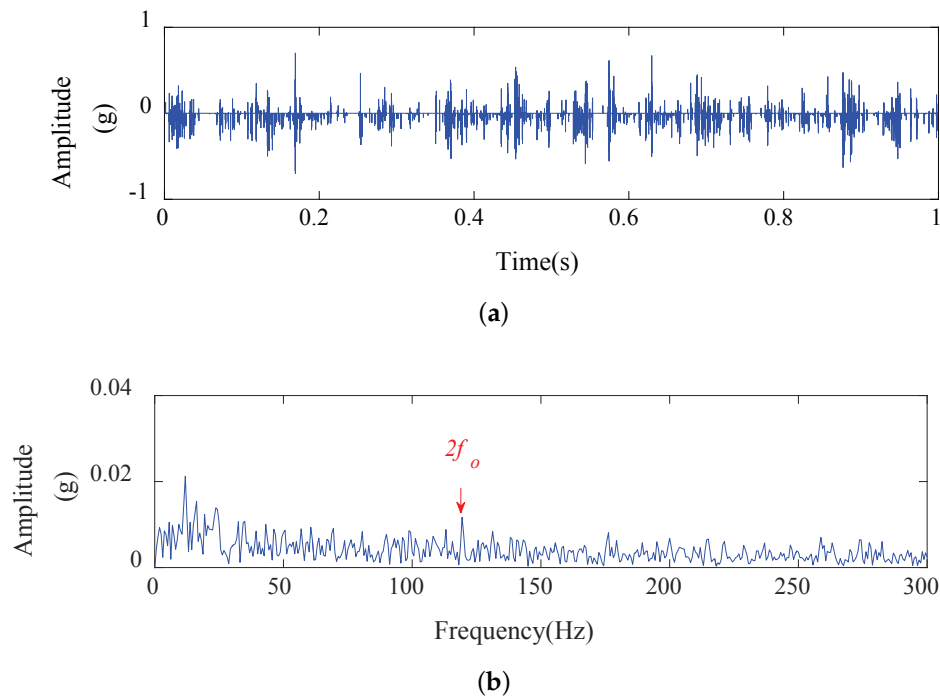 1
0
-1
Amplitude
(g)
0 0.2 0.4 0.6 0.8 1
Time(s)
(a)
0.04
0.02
0
Amplitude
(g)
2f_o
0 50 100 150 200 250 300
Frequency(Hz)
(b)